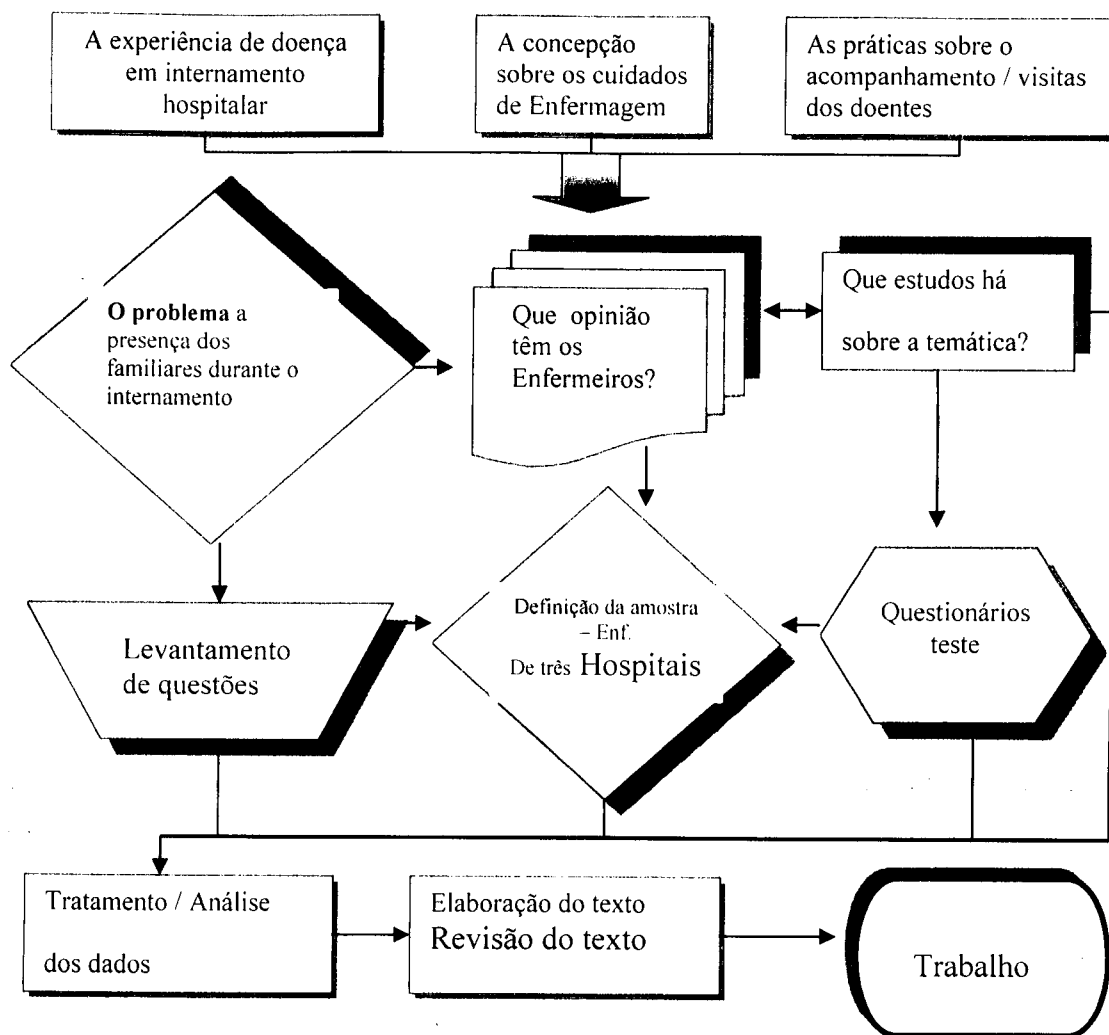 A experiência de doença
em internamento
hospitalar
A concepção
sobre os cuidados
de Enfermagem
As práticas sobre o
acompanhamento / visitas
dos doentes
O problema a
presença dos
familiares durante o
internamento
Que opinião
têm os
Enfermeiros?
Que estudos há
sobre a temática?
Levantamento
de questões
Definição da amostra
– Enf.
De três Hospitais
Questionários
teste
Tratamento / Análise
dos dados
Elaboração do texto
Revisão do texto
Trabalho